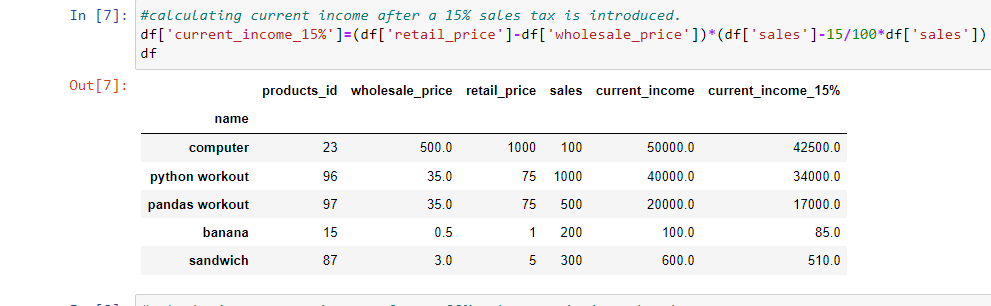 In [7]: #calculating current income after a 15% sales tax is introduced.
df['current_income_15%']=(df['retail_price']-df['wholesale_price'])*(df['sales']-15/100*df['sales'])
df
Out[7]:
products_id wholesale_price retail_price sales current_income current_income_15%
name
computer 23 500.0 1000 100 50000.0 42500.0
python workout 96 35.0 75 1000 40000.0 34000.0
pandas workout 97 35.0 75 500 20000.0 17000.0
banana 15 0.5 1 200 100.0 85.0
sandwich 87 3.0 5 300 600.0 510.0